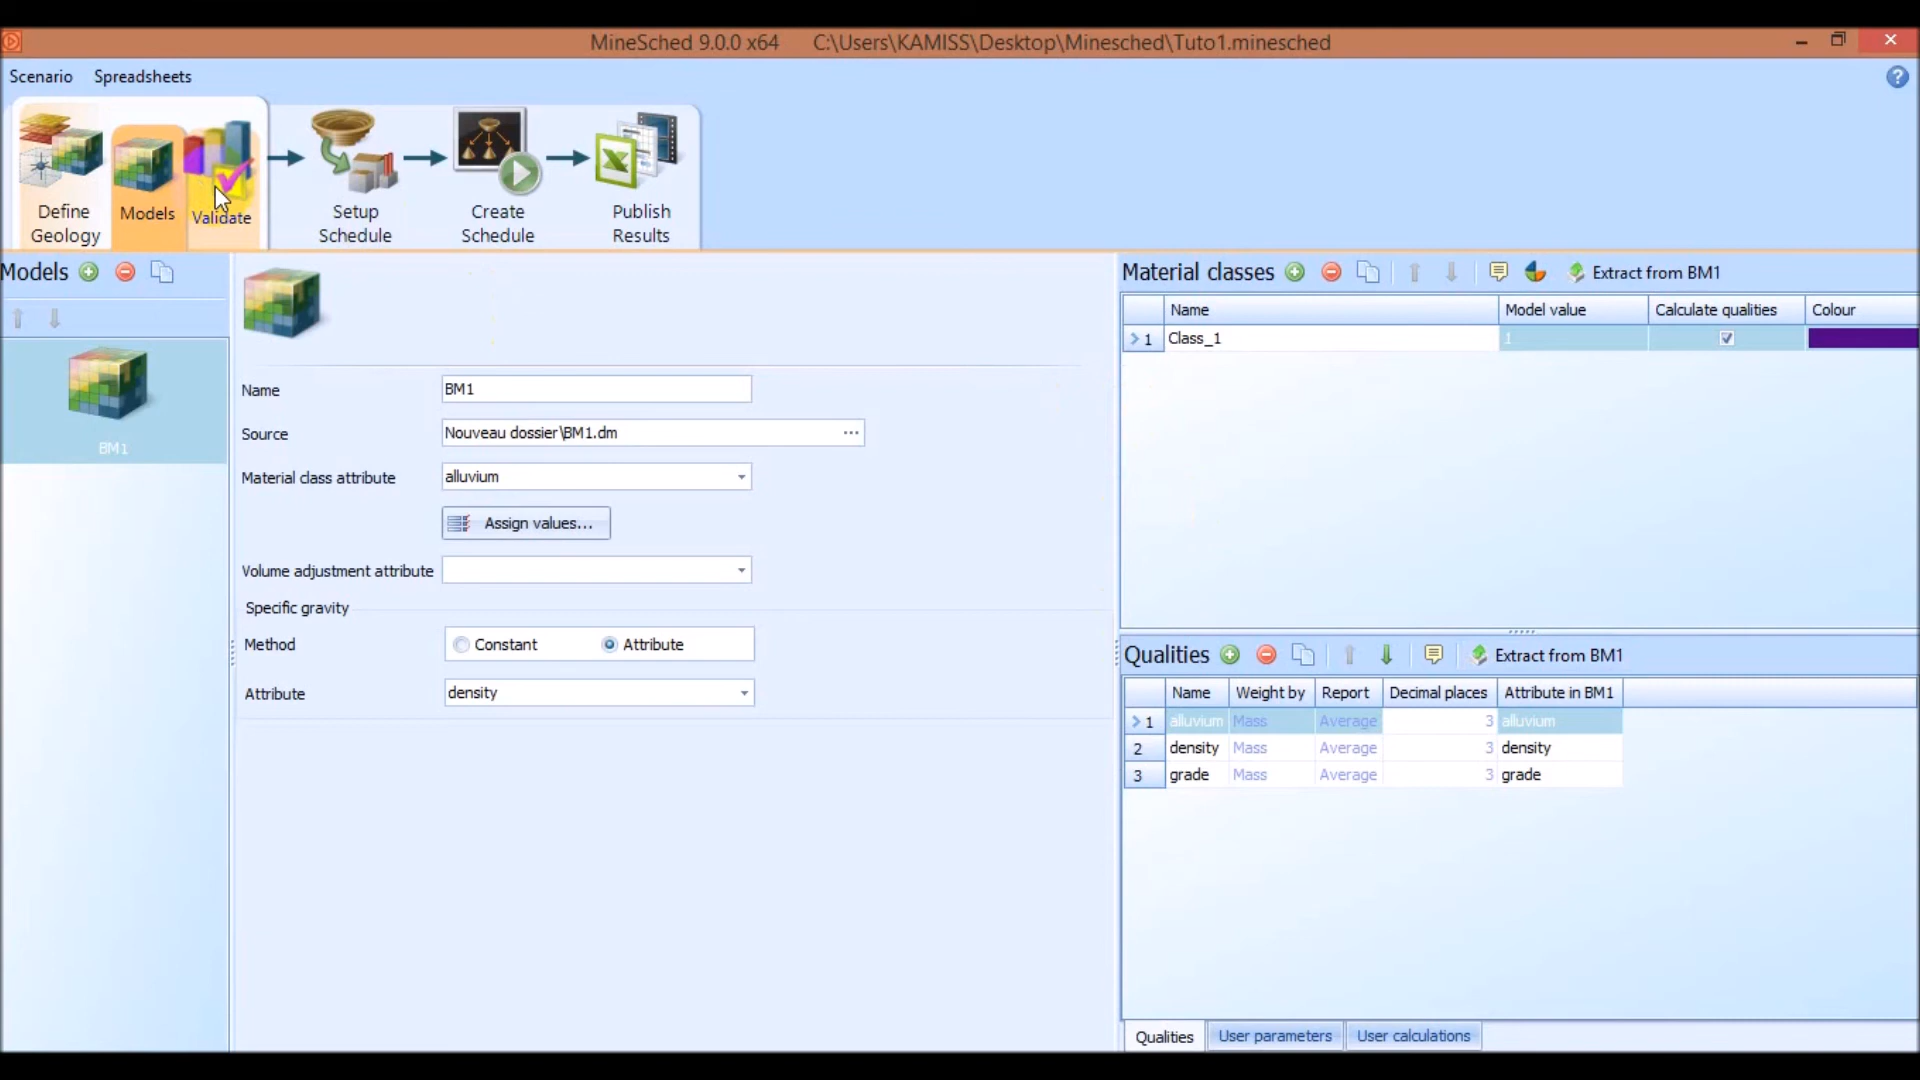 MineSched 9.0.0 x64 C:\Users\KAMISS\Desktop\Minesched\Tuto1.minesched
Scenario Spreadsheets
Define Geology
Models
Validate
Setup Schedule
Create Schedule
Publish Results
Models
BM1
Name BM1
Source Nouveau dossier\BM1.dm ...
Material class attribute alluvium
Assign values...
Volume adjustment attribute
Specific gravity
Method Constant Attribute
Attribute density
Material classes Extract from BM1
Name Model value Calculate qualities Colour
1 Class_1 1
Qualities Extract from BM1
Name Weight by Report Decimal places Attribute in BM1
1 alluvium Mass Average 3 alluvium
2 density Mass Average 3 density
3 grade Mass Average 3 grade
Qualities User parameters User calculations